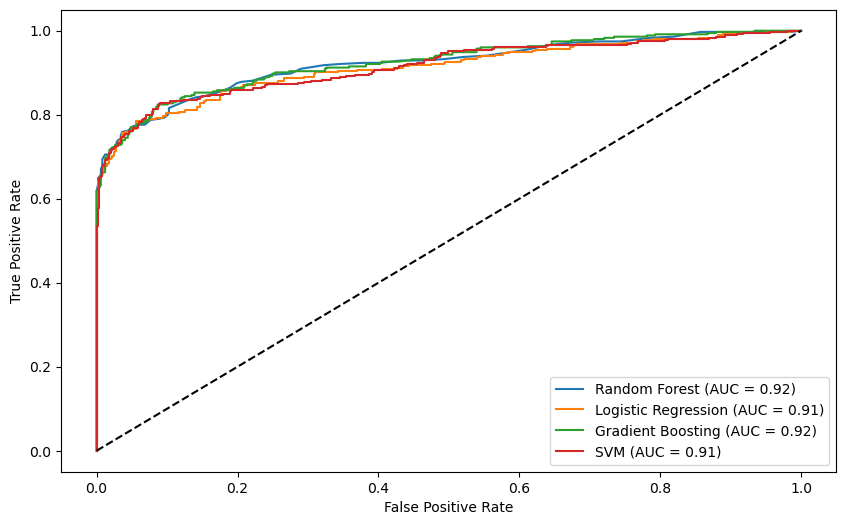 1.0
0.8
0.6
0.4
0.2
0.0
True Positive Rate
0.0 0.2 0.4 0.6 0.8 1.0
False Positive Rate
Random Forest (AUC = 0.92)
Logistic Regression (AUC = 0.91)
Gradient Boosting (AUC = 0.92)
SVM (AUC = 0.91)